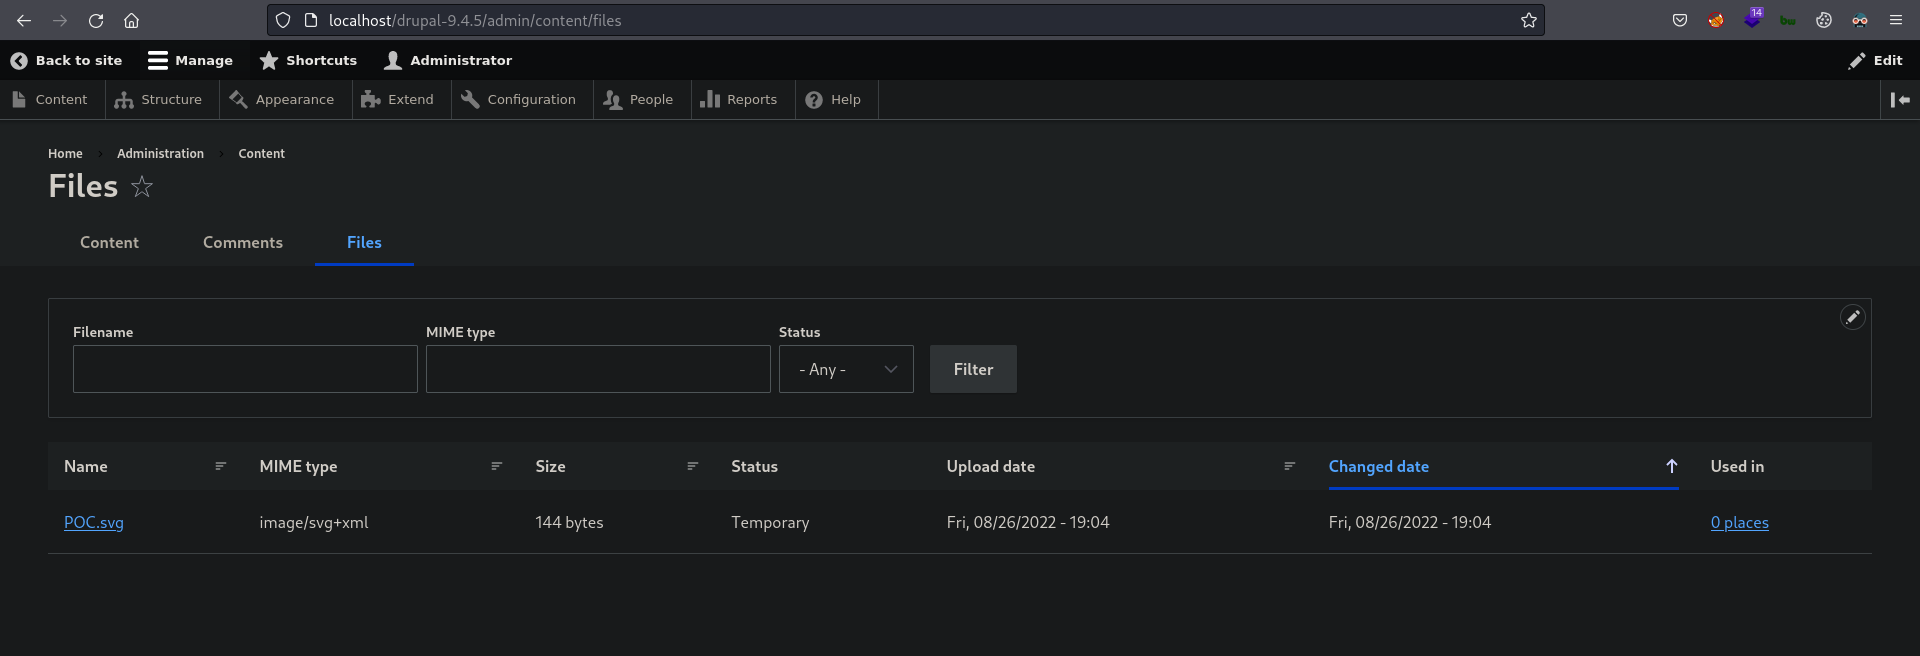 localhost/drupal-9.4.5/admin/content/files
14
Back to site Manage Shortcuts Administrator Edit
Content Structure Appearance Extend Configuration People Reports Help
Home Administration Content
Files
Content Comments Files
Filename MIME type Status
- Any - Filter
Name MIME type Size Status Upload date Changed date Used in
POC.svg image/svg+xml 144 bytes Temporary Fri, 08/26/2022 - 19:04 Fri, 08/26/2022 - 19:04 0 places